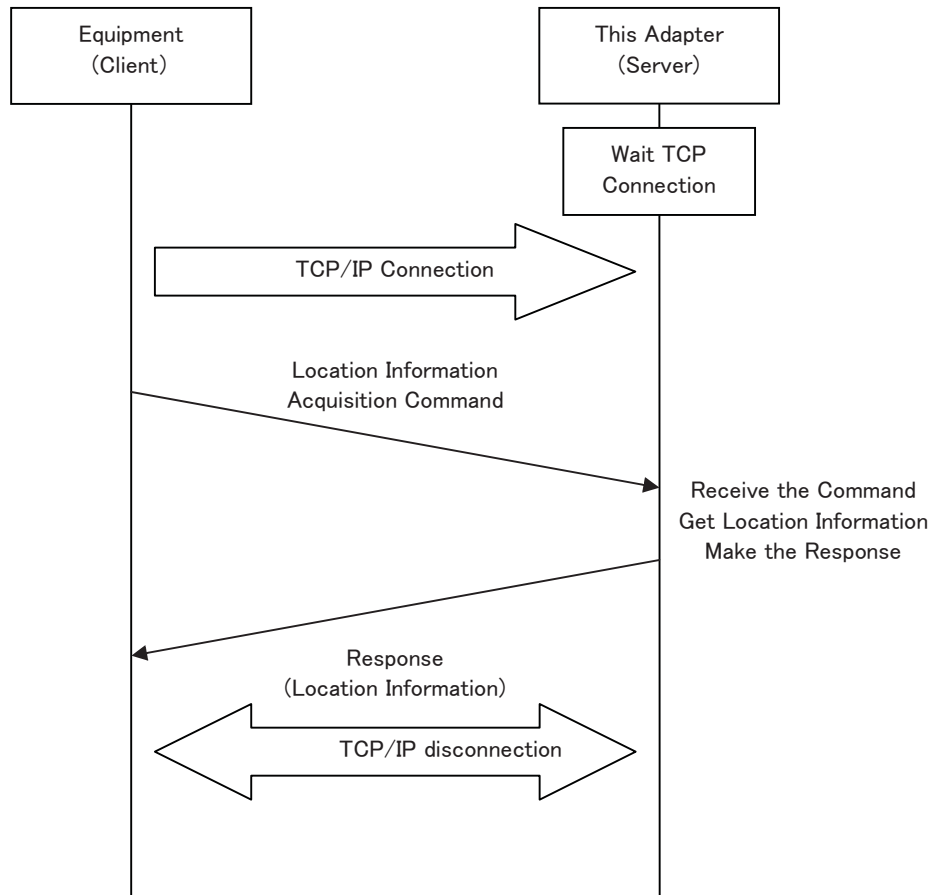 Equipment
(Client)
This Adapter
(Server)
Wait TCP
Connection
TCP/IP Connection
Location Information
Acquisition Command
Receive the Command
Get Location Information
Make the Response
Response
(Location Information)
TCP/IP disconnection